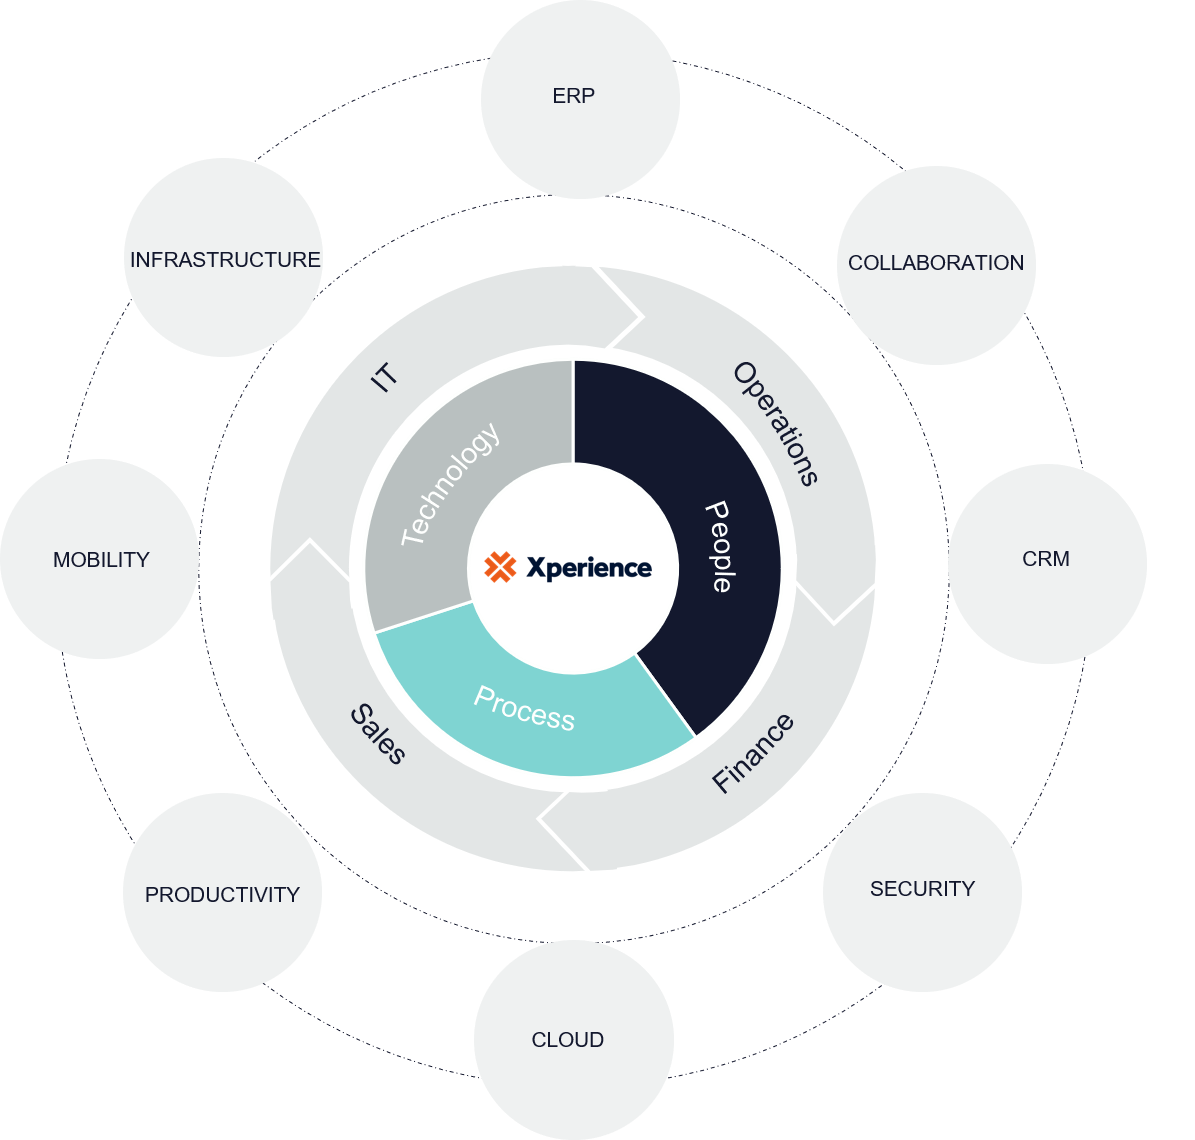 ERP
INFRASTRUCTURE
COLLABORATION
IT
Operations
Technology
People
Xperience
MOBILITY
CRM
Process
Sales
Finance
PRODUCTIVITY
SECURITY
CLOUD